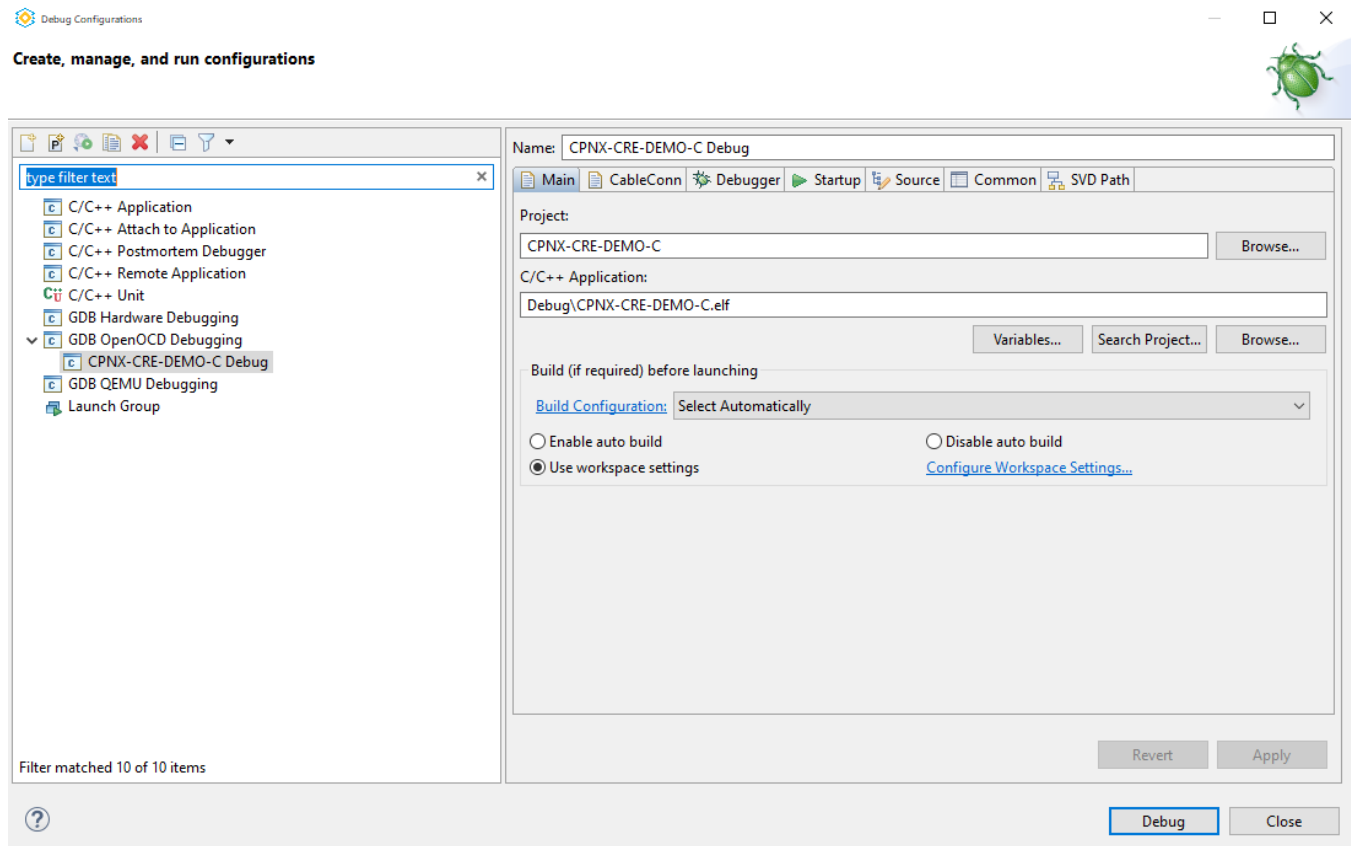 Debug Configurations
Create, manage, and run configurations
type filter text
C/C++ Application
C/C++ Attach to Application
C/C++ Postmortem Debugger
C/C++ Remote Application
C/C++ Unit
GDB Hardware Debugging
GDB OpenOCD Debugging
CPNX-CRE-DEMO-C Debug
GDB QEMU Debugging
Launch Group
Filter matched 10 of 10 items
Name: CPNX-CRE-DEMO-C Debug
Main CableConn Debugger Startup Source Common SVD Path
Project:
CPNX-CRE-DEMO-C Browse...
C/C++ Application:
Debug\CPNX-CRE-DEMO-C.elf
Variables... Search Project... Browse...
Build (if required) before launching
Build Configuration: Select Automatically
Enable auto build Disable auto build
Use workspace settings Configure Workspace Settings...
Revert Apply
Debug Close